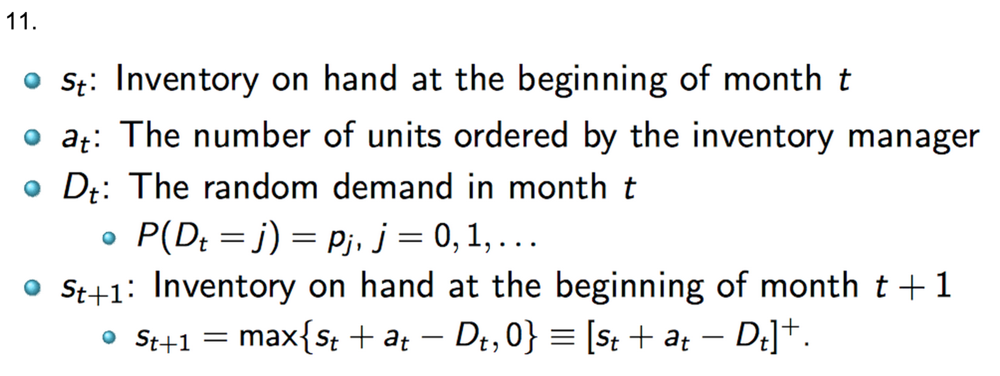 11.
• s_t: Inventory on hand at the beginning of month t
• a_t: The number of units ordered by the inventory manager
• D_t: The random demand in month t
• P(D_t = j) = p_j, j = 0, 1, . . .
• s_{t+1}: Inventory on hand at the beginning of month t + 1
• s_{t+1} = max{s_t + a_t − D_t, 0} ≡ [s_t + a_t − D_t]^+.